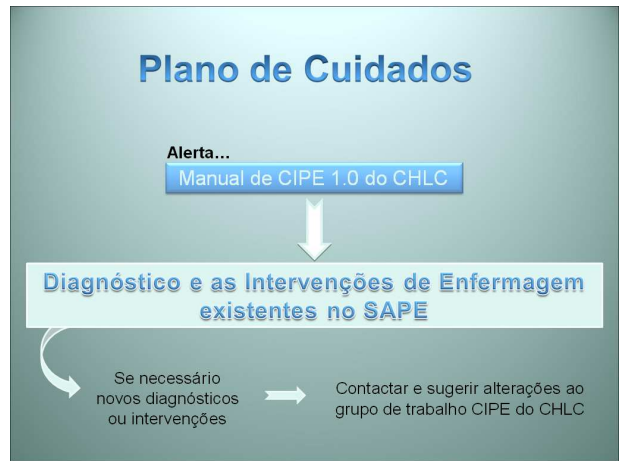 Plano de Cuidados
Alerta...
Manual de CIPE 1.0 do CHLC
Diagnóstico e as Intervenções de Enfermagem
existentes no SAPE
Se necessário
novos diagnósticos
ou intervenções
Contactar e sugerir alterações ao
grupo de trabalho CIPE do CHLC